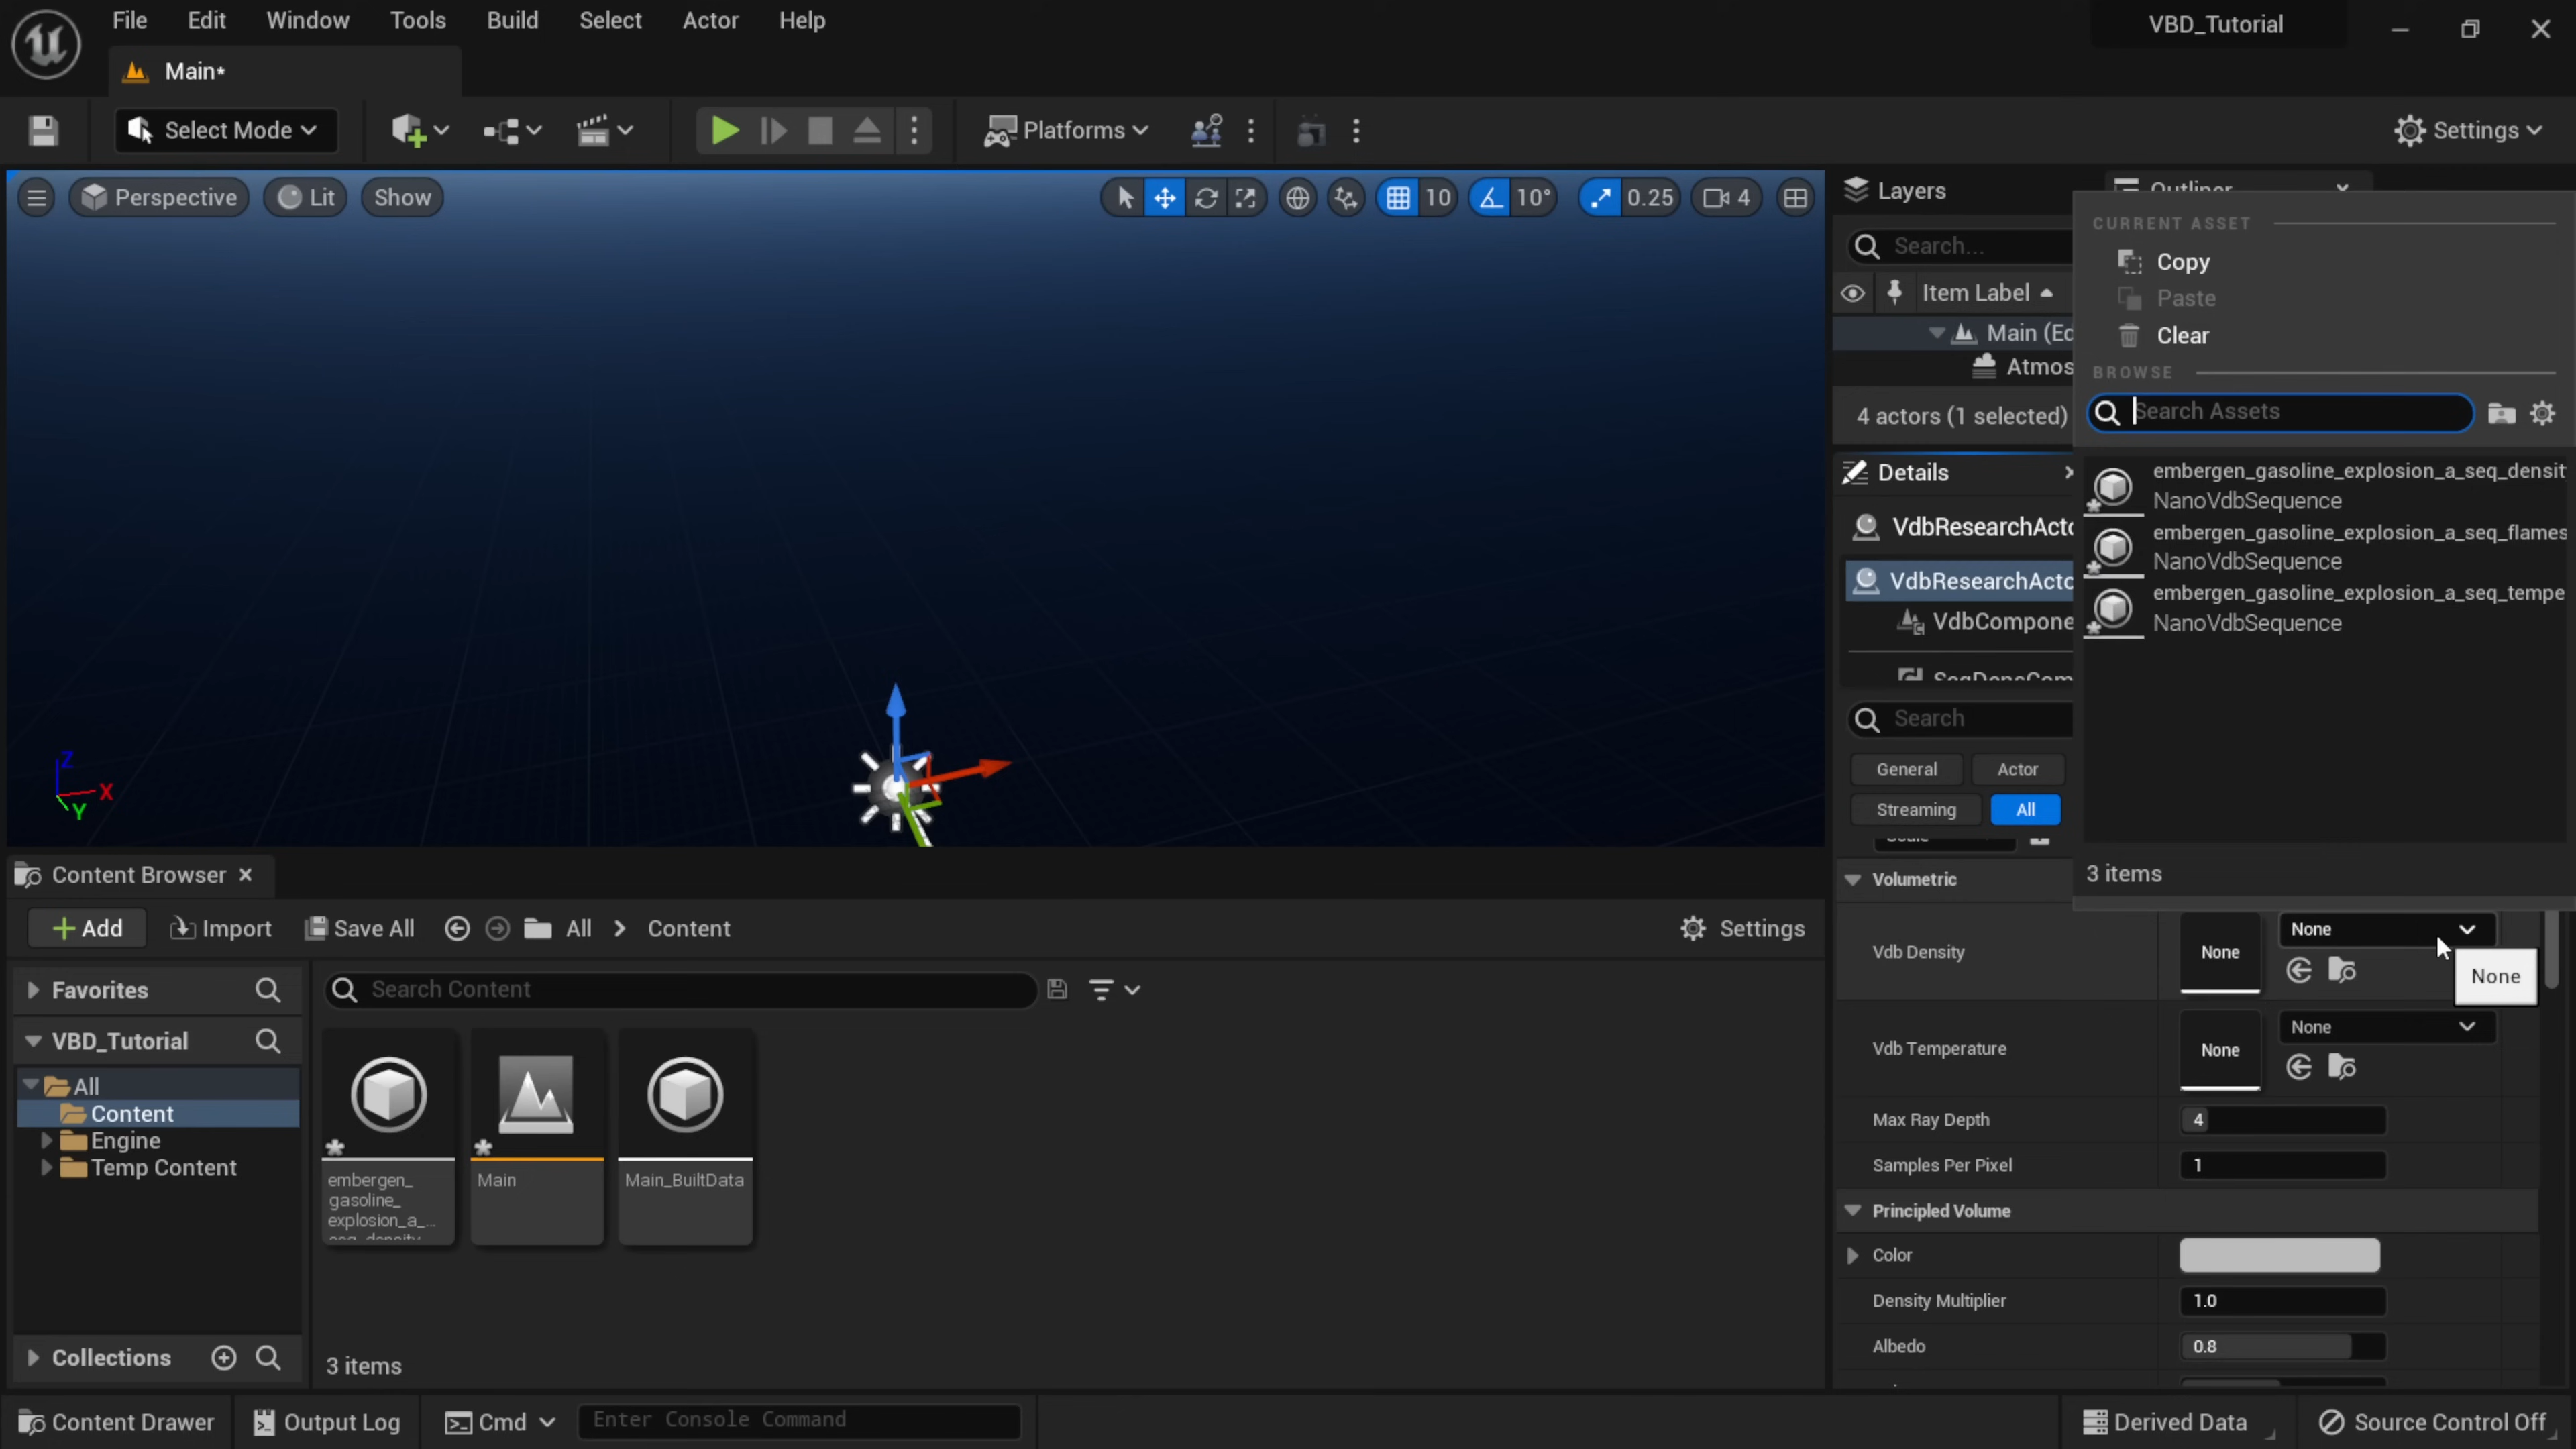 File Edit Window Tools Build Select Actor Help
VBD_Tutorial
Main*
Select Mode
Platforms
Settings
Perspective Lit Show
10 10° 0.25 4
Layers
Outliner
Search...
Item Label
Main (Ec
Atmos
4 actors (1 selected)
CURRENT ASSET
Copy
Paste
Clear
BROWSE
Search Assets
embergen_gasoline_explosion_a_seq_densit
NanoVdbSequence
embergen_gasoline_explosion_a_seq_flames
NanoVdbSequence
embergen_gasoline_explosion_a_seq_tempe
NanoVdbSequence
3 items
Details
VdbResearchActo
VdbResearchActo
VdbCompone
SeqDensCom
Search
General Actor
Streaming All
Scale
Volumetric
Vdb Density
None
None
None
Vdb Temperature
None
None
Max Ray Depth
4
Samples Per Pixel
1
Principled Volume
Color
Density Multiplier
1.0
Albedo
0.8
Z
X
Y
Content Browser
Add Import Save All All Content Settings
Favorites
Search Content
VBD_Tutorial
All
Content
Engine
Temp Content
embergen_
gasoline_
explosion_a_...
seq_density
Main
Main_BuiltData
Collections
3 items
Content Drawer Output Log Cmd Enter Console Command
Derived Data Source Control Off